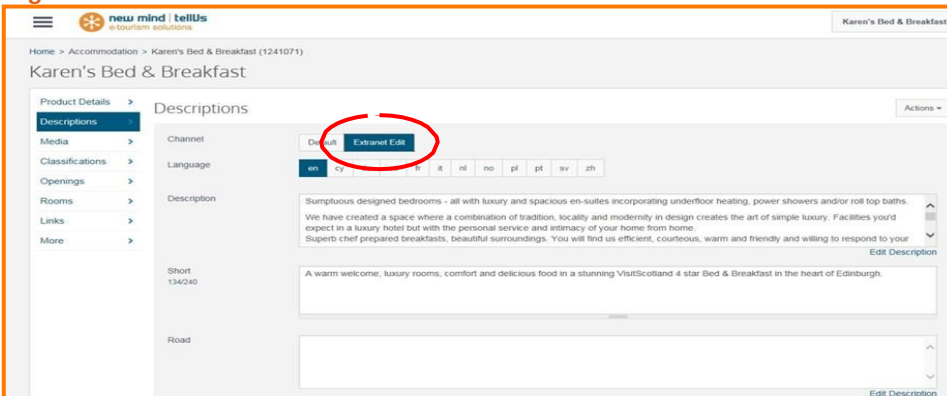 new mind | tellUs
e-tourism solutions
Karen's Bed & Breakfast
Home > Accommodation > Karen's Bed & Breakfast (1241071)
Karen's Bed & Breakfast
Product Details >
Descriptions >
Media >
Classifications >
Openings >
Rooms >
Links >
More >
Descriptions
Actions
Channel
Default Extranet Edit
Language
en cy fr it nl no pl pt sv zh
Description
Sumptuous designed bedrooms - all with luxury and spacious en-suites incorporating underfloor heating, power showers and/or roll top baths.
We have created a space where a combination of tradition, locality and modernity in design creates the art of simple luxury. Facilities you'd
expect in a luxury hotel but with the personal service and intimacy of your home from home.
Superb chef prepared breakfasts, beautiful surroundings. You will find us efficient, courteous, warm and friendly and willing to respond to your
Edit Description
Short
134/240
A warm welcome, luxury rooms, comfort and delicious food in a stunning VisitScotland 4 star Bed & Breakfast in the heart of Edinburgh.
Road
Edit Description